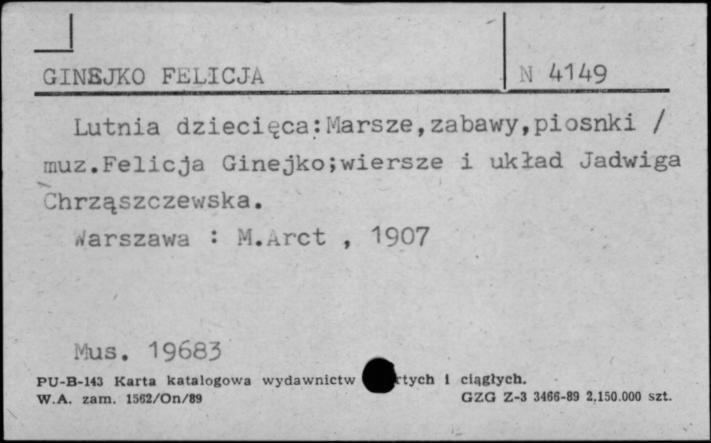 GINEJKO FELICJA N 4149
Lutnia dziecięca:Marsze,zabawy,piosnki /
muz.Felicja Ginejko;wiersze i układ Jadwiga
Chrząszczewska.
Warszawa : M.Arct , 1907
Mus. 19683
PU-B-143 Karta katalogowa wydawnictw rtych i ciągłych.
W.A. zam. 1562/On/89 GZG Z-3 3466-89 2.150.000 szt.